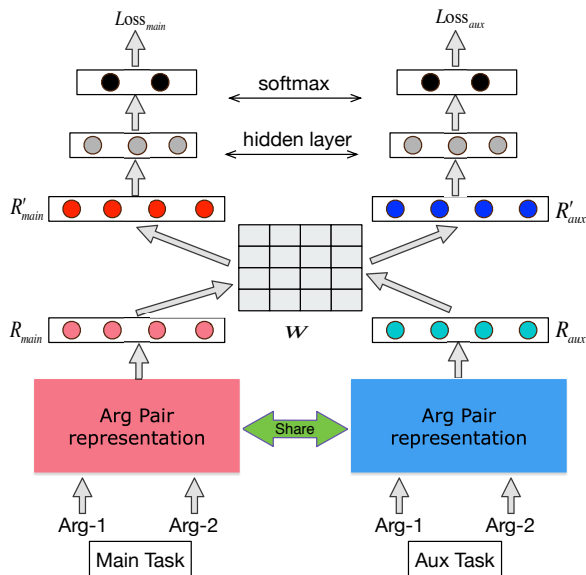 Loss_main Loss_aux
softmax
hidden layer
R'_main R'_aux
W
R_main R_aux
Arg Pair representation Arg Pair representation
Share
Arg-1 Arg-2 Arg-1 Arg-2
Main Task Aux Task